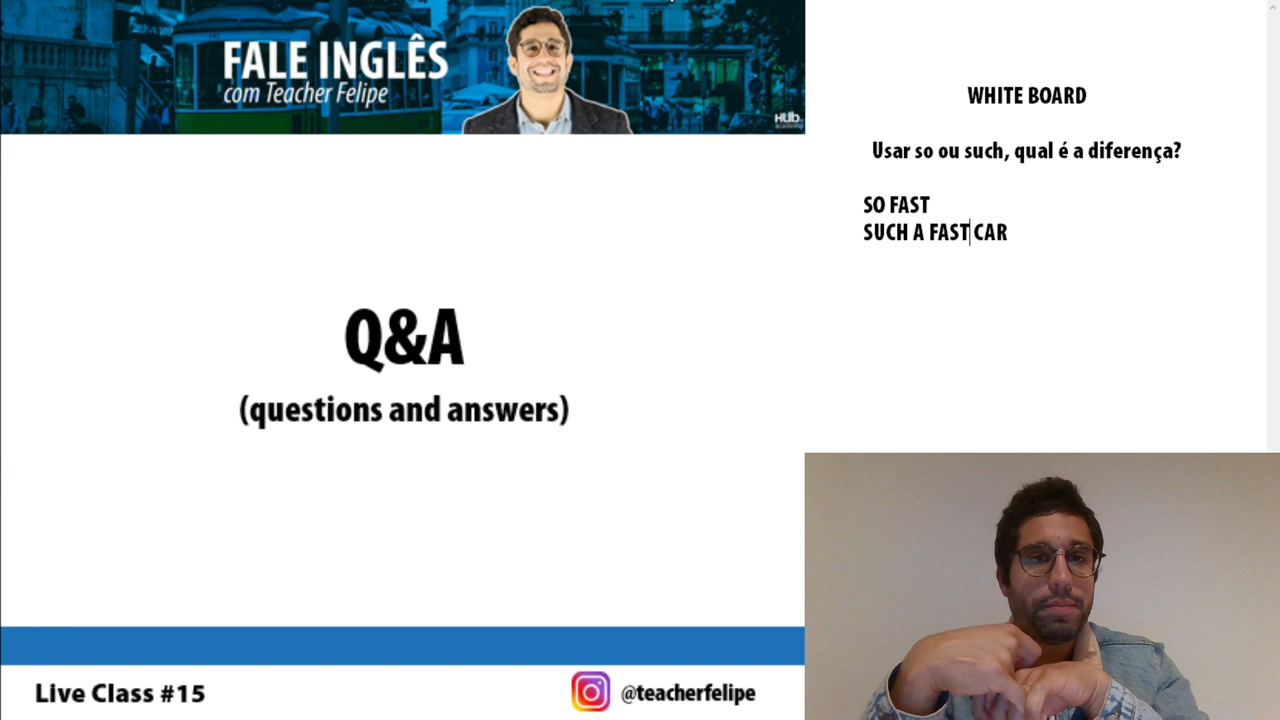 FALE INGLÊS
com Teacher Felipe
HUb
academy
Q&A
(questions and answers)
Live Class #15
@teacherfelipe
WHITE BOARD
Usar so ou such, qual é a diferença?
SO FAST
SUCH A FAST CAR